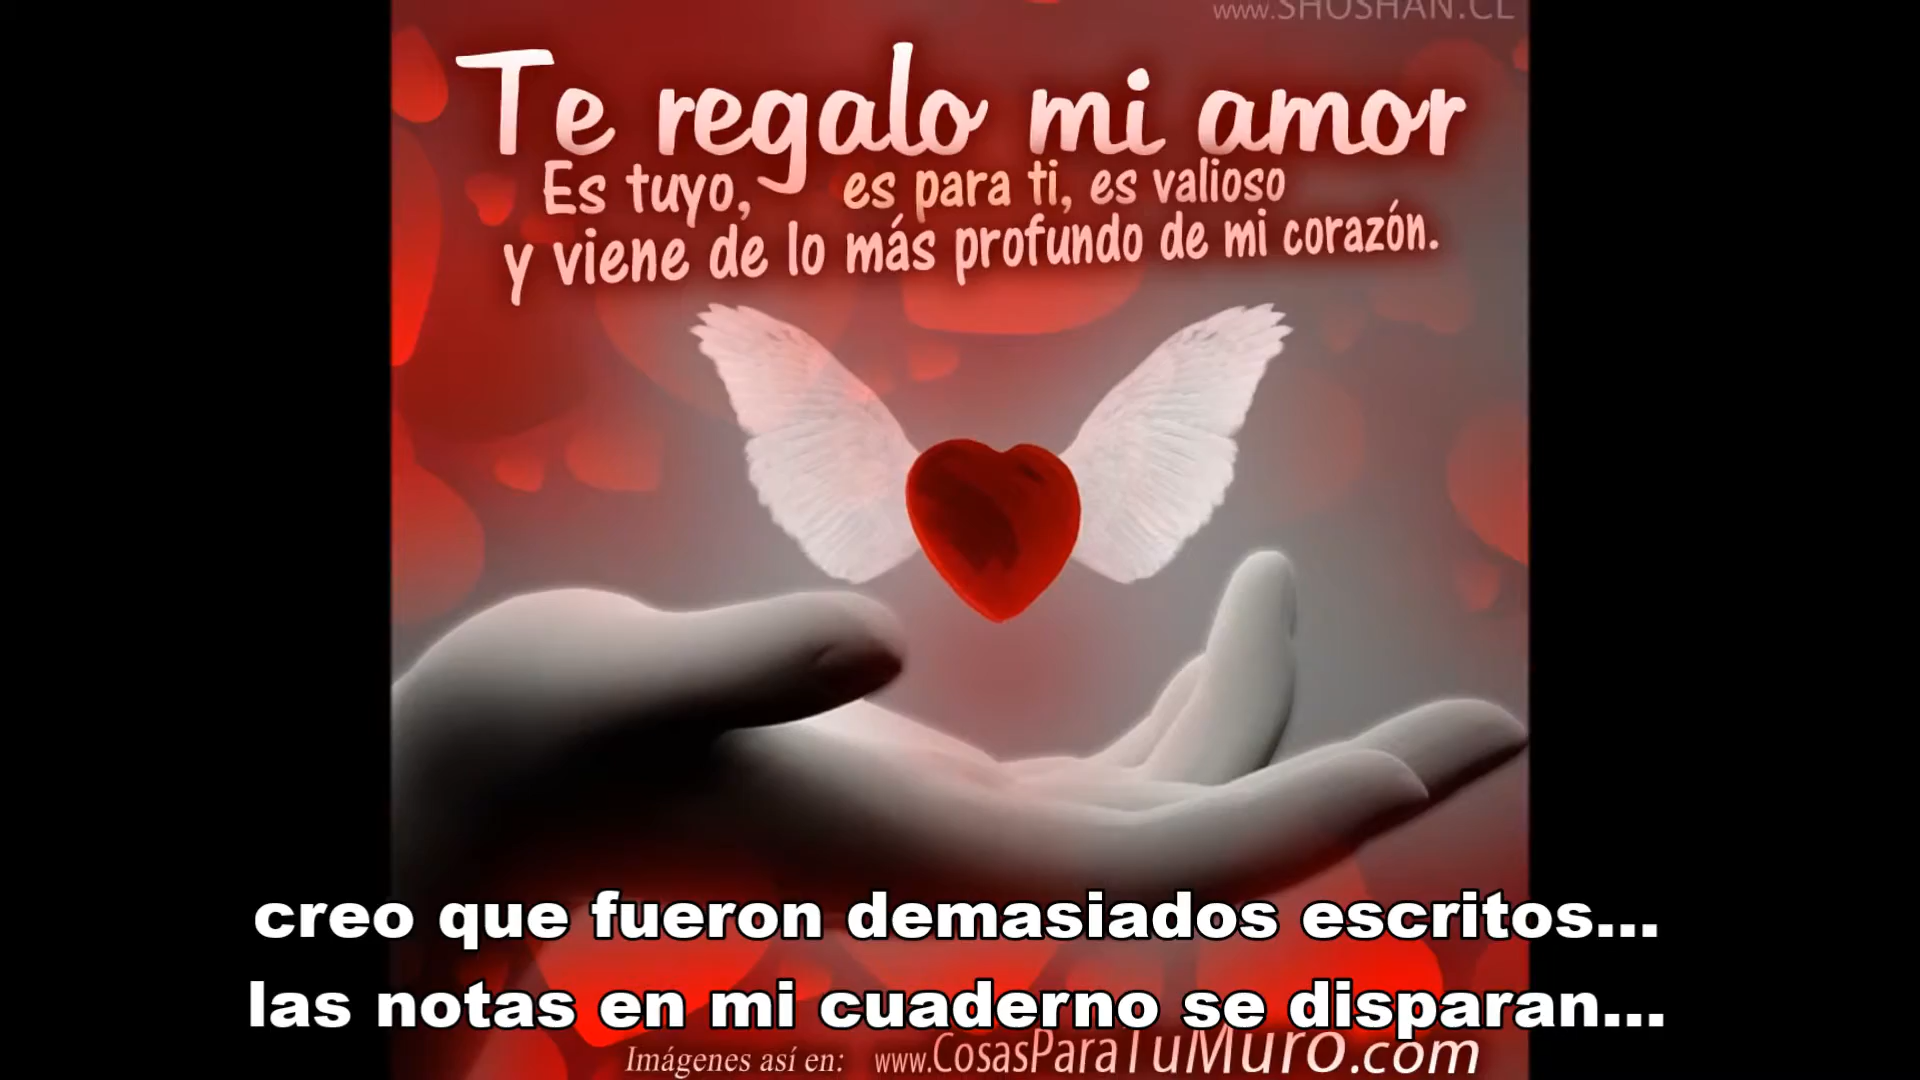 www.SHOSHAN.CL
Te regalo mi amor
Es tuyo, es para ti, es valioso
y viene de lo más profundo de mi corazón.
creo que fueron demasiados escritos...
las notas en mi cuaderno se disparan...
Imágenes así en: www.CosasParaTuMuro.com